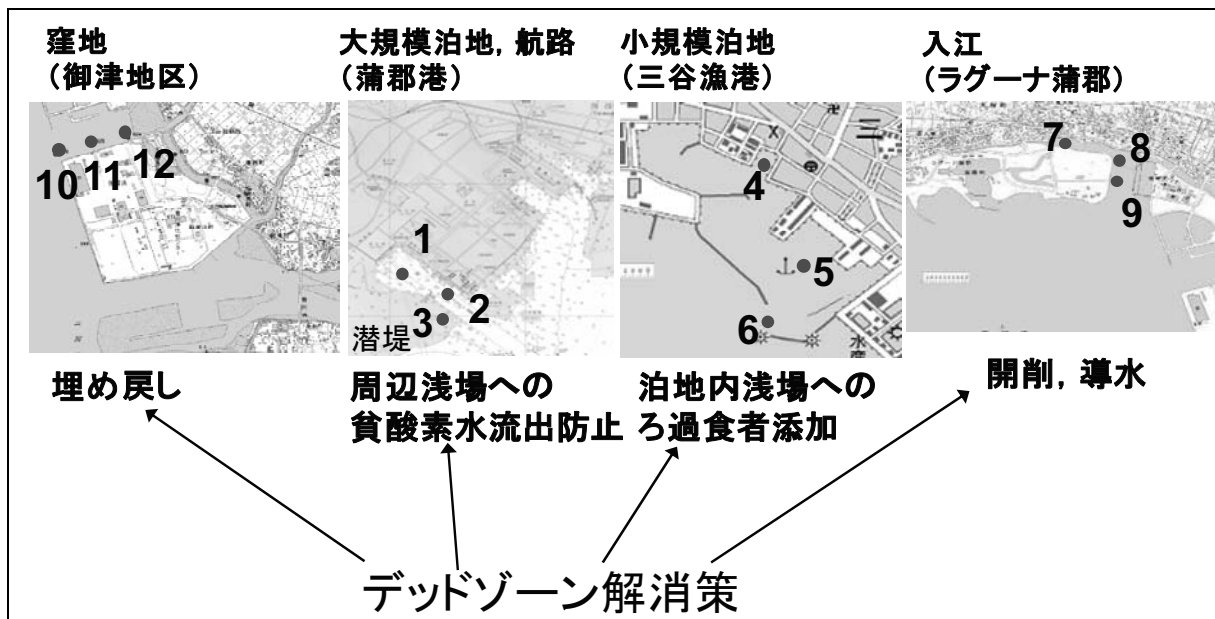 窪地
（御津地区）
大規模泊地，航路
（蒲郡港）
小規模泊地
（三谷漁港）
入江
（ラグーナ蒲郡）
10
11
12
1
2
3
潜堤
三
4
5
6
水
7
8
9
埋め戻し
周辺浅場への
貧酸素水流出防止
泊地内浅場への
ろ過食者添加
開削，導水
デッドゾーン解消策